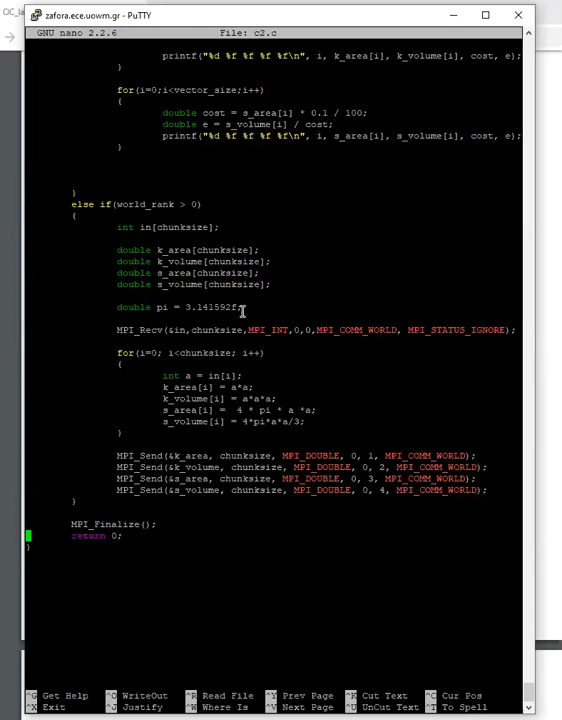 OC_la
zafora.ece.uowm.gr - PuTTY
GNU nano 2.2.6 File: c2.c
printf("%d %f %f %f %f\n", i, k_area[i], k_volume[i], cost, e);
}
for(i=0;i<vector_size;i++)
{
double cost = s_area[i] * 0.1 / 100;
double e = s_volume[i] / cost;
printf("%d %f %f %f %f\n", i, s_area[i], s_volume[i], cost, e);
}
}
else if(world_rank > 0)
{
int in[chunksize];
double k_area[chunksize];
double k_volume[chunksize];
double s_area[chunksize];
double s_volume[chunksize];
double pi = 3.141592f;
MPI_Recv(&in,chunksize,MPI_INT,0,0,MPI_COMM_WORLD, MPI_STATUS_IGNORE);
for(i=0; i<chunksize; i++)
{
int a = in[i];
k_area[i] = a*a;
k_volume[i] = a*a*a;
s_area[i] = 4 * pi * a *a;
s_volume[i] = 4*pi*a*a/3;
}
MPI_Send(&k_area, chunksize, MPI_DOUBLE, 0, 1, MPI_COMM_WORLD);
MPI_Send(&k_volume, chunksize, MPI_DOUBLE, 0, 2, MPI_COMM_WORLD);
MPI_Send(&s_area, chunksize, MPI_DOUBLE, 0, 3, MPI_COMM_WORLD);
MPI_Send(&s_volume, chunksize, MPI_DOUBLE, 0, 4, MPI_COMM_WORLD);
}
MPI_Finalize();
return 0;
}
^G Get Help ^O WriteOut ^R Read File ^Y Prev Page ^K Cut Text ^C Cur Pos
^X Exit ^J Justify ^W Where Is ^V Next Page ^U UnCut Text ^T To Spell